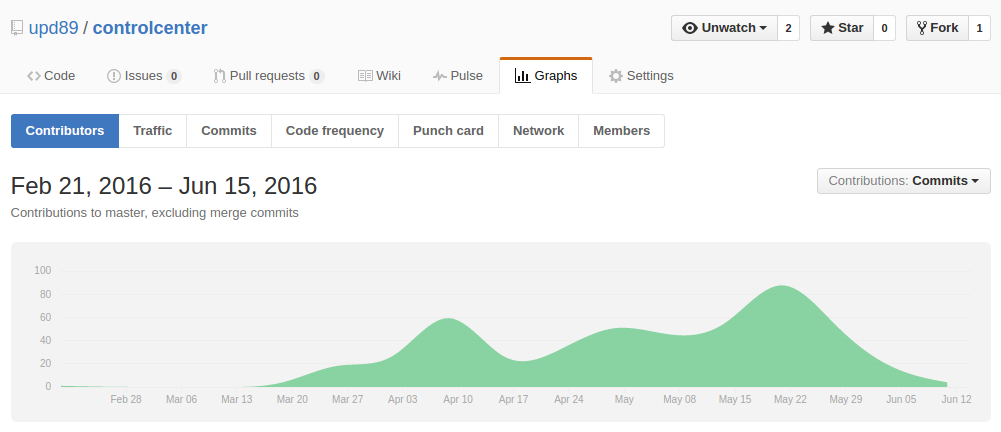 upd89 / controlcenter
Unwatch 2
Star 0
Fork 1
Code
Issues 0
Pull requests 0
Wiki
Pulse
Graphs
Settings
Contributors
Traffic
Commits
Code frequency
Punch card
Network
Members
Feb 21, 2016 – Jun 15, 2016
Contributions: Commits
Contributions to master, excluding merge commits
100
80
60
40
20
0
Feb 28
Mar 06
Mar 13
Mar 20
Mar 27
Apr 03
Apr 10
Apr 17
Apr 24
May
May 08
May 15
May 22
May 29
Jun 05
Jun 12